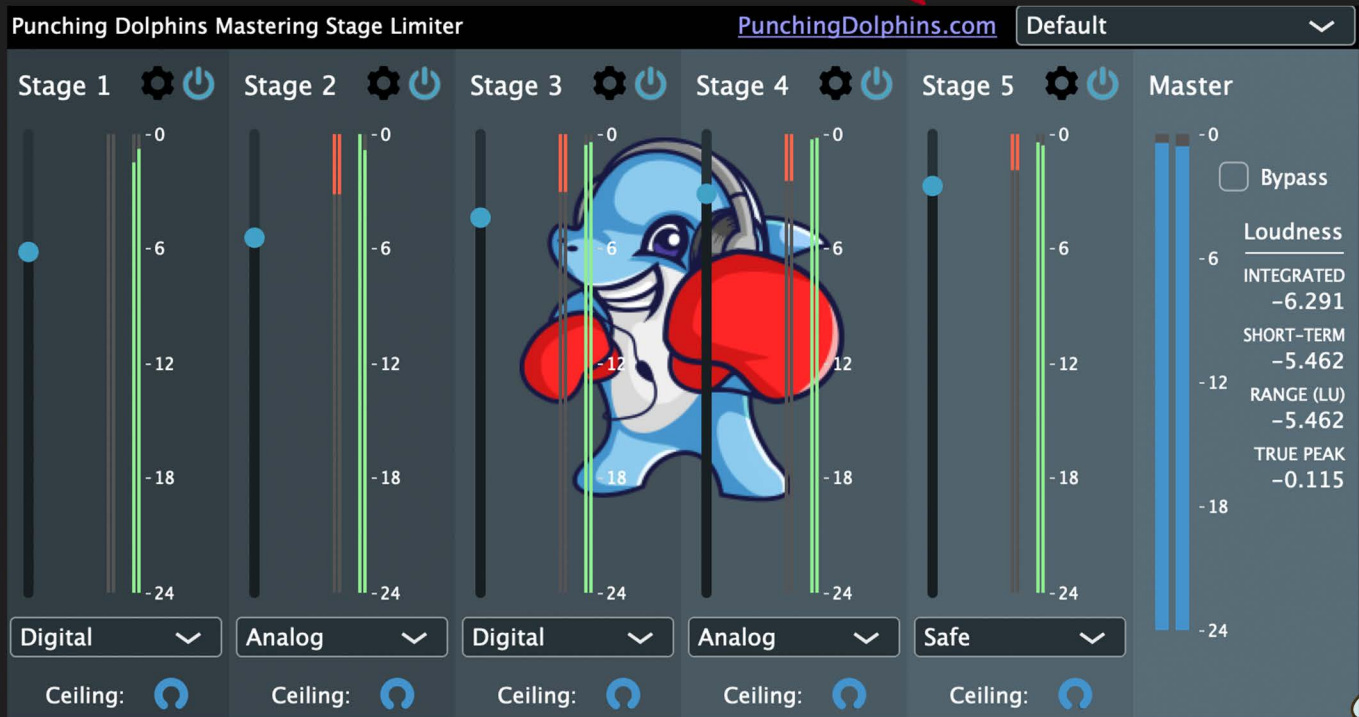 Punching Dolphins Mastering Stage Limiter PunchingDolphins.com Default
Stage 1 Stage 2 Stage 3 Stage 4 Stage 5 Master
-0 -0 -0 -0 -0 -0
Bypass
Loudness
-6 -6 -6 -6 -6 -6
INTEGRATED
-6.291
SHORT-TERM
-5.462
-12 -12 -12 -12 -12 -12
RANGE (LU)
-5.462
TRUE PEAK
-0.115
-18 -18 -18 -18 -18 -18
-24 -24 -24 -24 -24 -24
Digital Analog Digital Analog Safe
Ceiling: Ceiling: Ceiling: Ceiling: Ceiling: